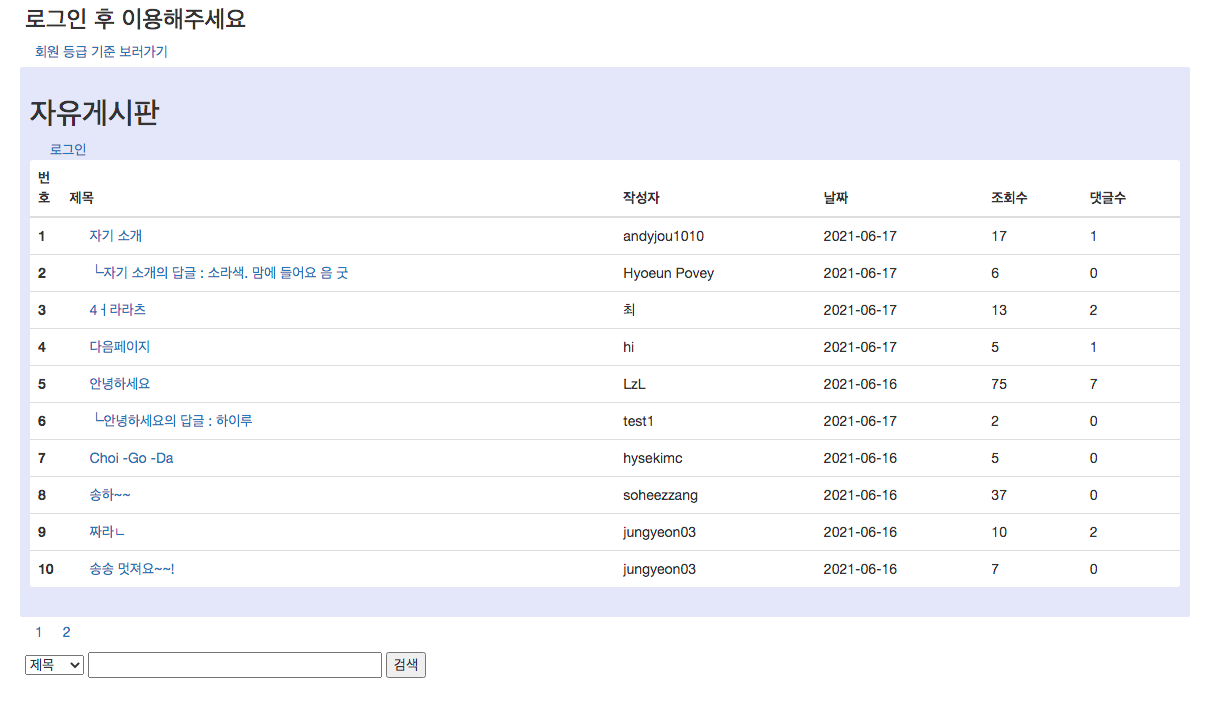 로그인 후 이용해주세요
회원 등급 기준 보러가기
자유게시판
로그인
번호 제목 작성자 날짜 조회수 댓글수
1 자기 소개 andyjou1010 2021-06-17 17 1
2 └자기 소개의 답글 : 소라색. 맘에 들어요 음 굿 Hyoeun Povey 2021-06-17 6 0
3 4ㅕ라라츠 최 2021-06-17 13 2
4 다음페이지 hi 2021-06-17 5 1
5 안녕하세요 LzL 2021-06-16 75 7
6 └안녕하세요의 답글 : 하이루 test1 2021-06-17 2 0
7 Choi -Go -Da hysekimc 2021-06-16 5 0
8 송하~~ soheezzang 2021-06-16 37 0
9 짜라ㄴ jungyeon03 2021-06-16 10 2
10 송송 멋져요~~! jungyeon03 2021-06-16 7 0
1 2
제목 검색